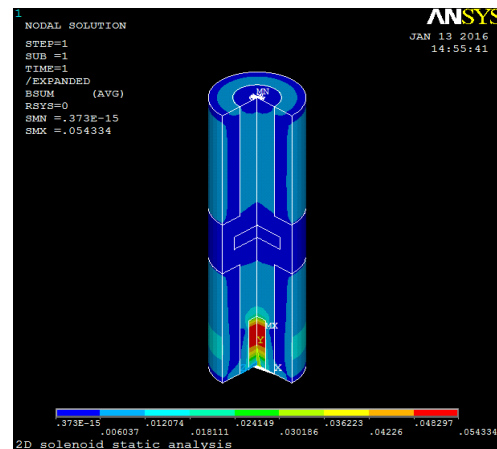 1
ANSYS
NODAL SOLUTION
JAN 13 2016
14:55:41
STEP=1
SUB =1
TIME=1
/EXPANDED
BSUM (AVG)
RSYS=0
SMN =.373E-15
SMX =.054334
MN
MX
Y
X
.373E-15 .012074 .024149 .036223 .048297
.006037 .018111 .030186 .04226 .054334
2D solenoid static analysis